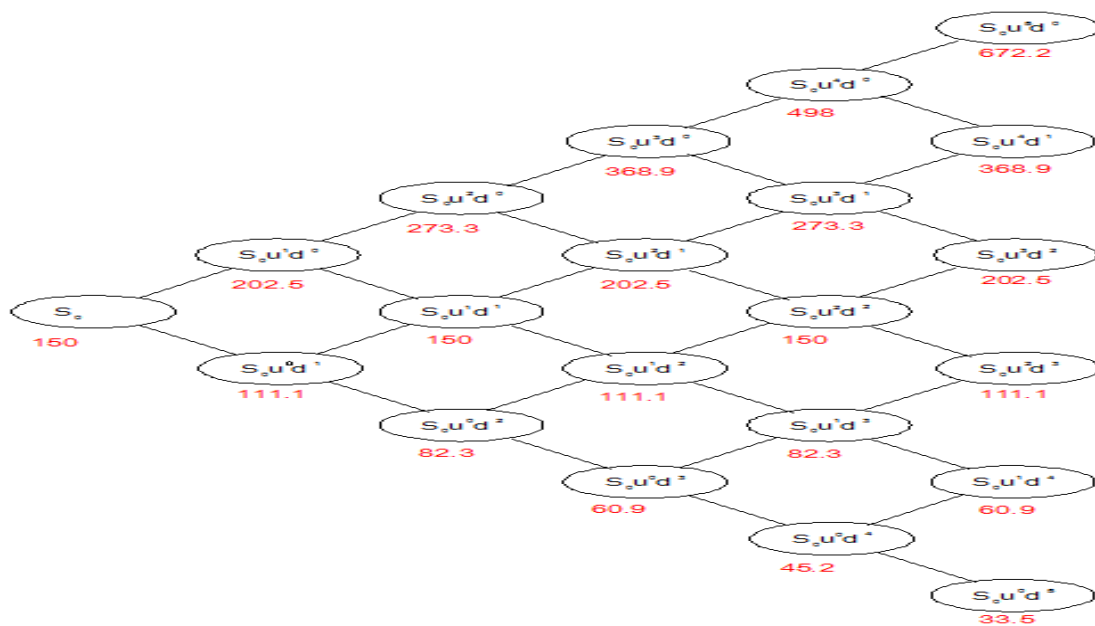 S₀u⁵d⁰
672.2
S₀u⁴d⁰
498
S₀u³d⁰ S₀u⁴d¹
368.9 368.9
S₀u²d⁰ S₀u³d¹
273.3 273.3
S₀u¹d⁰ S₀u²d¹ S₀u³d²
202.5 202.5 202.5
S₀ S₀u¹d¹ S₀u²d²
150 150 150
S₀u⁰d¹ S₀u¹d² S₀u²d³
111.1 111.1 111.1
S₀u⁰d² S₀u¹d³
82.3 82.3
S₀u⁰d³ S₀u¹d⁴
60.9 60.9
S₀u⁰d⁴
45.2
S₀u⁰d⁵
33.5